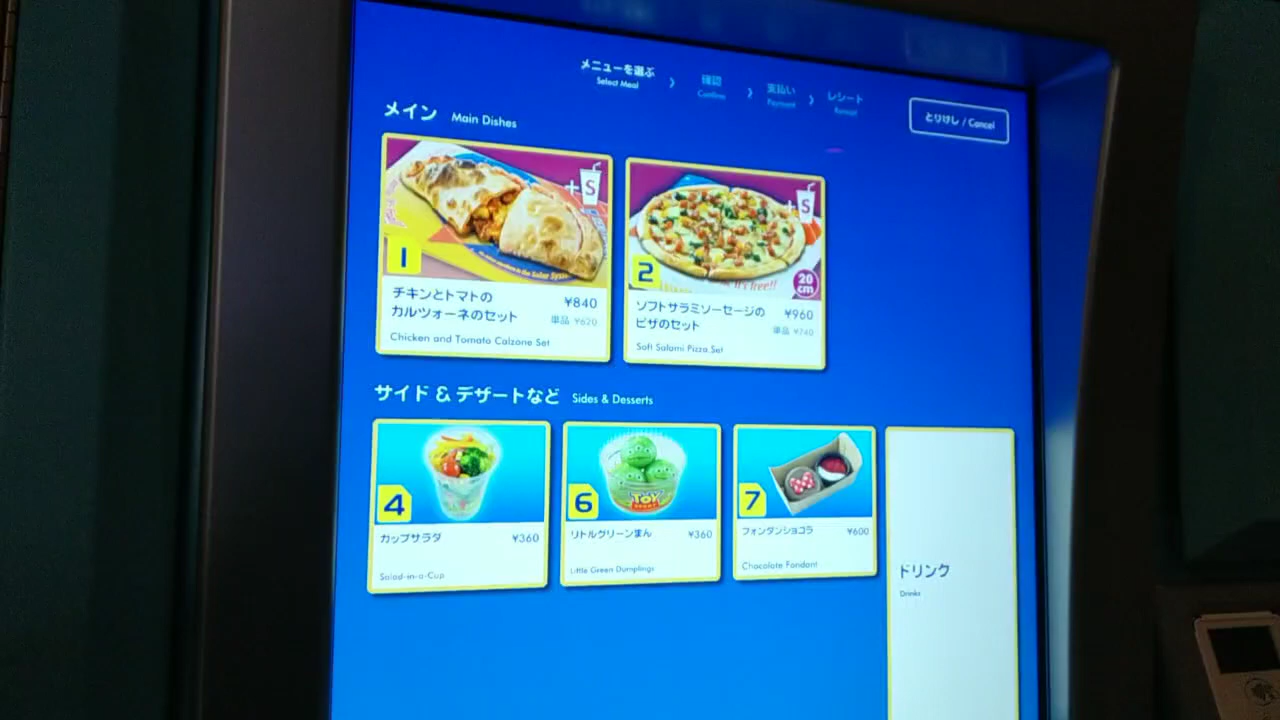 メニューを選ぶ
Select Meal
確認
Confirm
支払い
Payment
レシート
とりけし / Cancel
メイン Main Dishes
+S
1
チキンとトマトの
カルツォーネのセット
¥840
単品 ¥620
Chicken and Tomato Calzone Set
+S
2
20
cm
it's free!!
ソフトサラミソーセージの
ピザのセット
¥960
単品 ¥740
Soft Salami Pizza Set
サイド & デザートなど Sides & Desserts
4
カップサラダ ¥360
Salad-in-a-Cup
TOY
6
リトルグリーンまん ¥360
Little Green Dumplings
7
フォンダンショコラ ¥600
Chocolate Fondant
ドリンク
Drinks